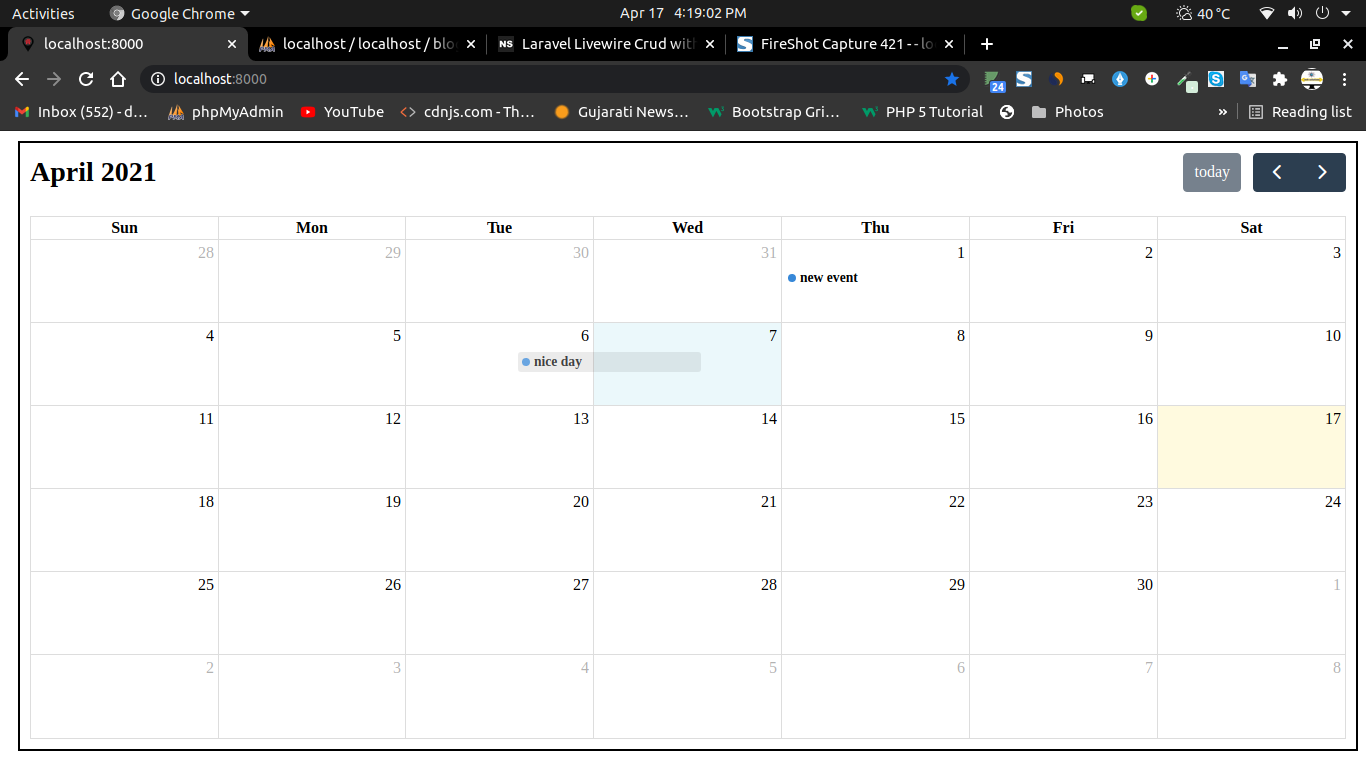 Activities Google Chrome Apr 17 4:19:02 PM 40 °C
localhost:8000 localhost / localhost / blo NS Laravel Livewire Crud wit FireShot Capture 421 - - lo
localhost:8000 24
Inbox (552) - d... phpMyAdmin YouTube cdnjs.com - Th... Gujarati News... Bootstrap Gri... PHP 5 Tutorial Photos » Reading list
April 2021 today
Sun Mon Tue Wed Thu Fri Sat
28 29 30 31 1 2 3
new event
4 5 6 7 8 9 10
nice day
11 12 13 14 15 16 17
18 19 20 21 22 23 24
25 26 27 28 29 30 1
2 3 4 5 6 7 8